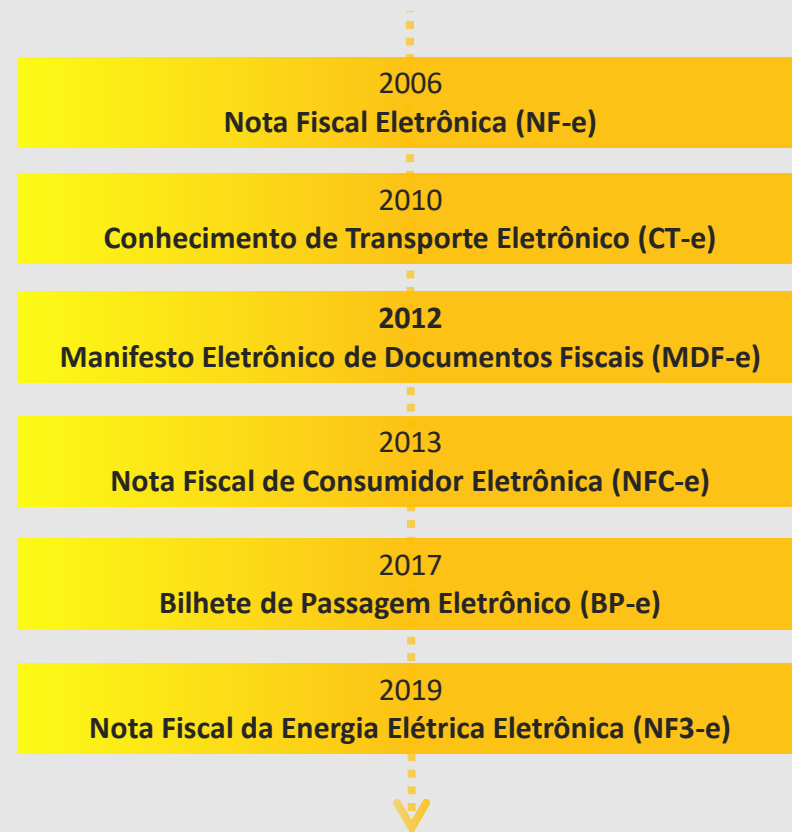 2006
Nota Fiscal Eletrônica (NF-e)
2010
Conhecimento de Transporte Eletrônico (CT-e)
2012
Manifesto Eletrônico de Documentos Fiscais (MDF-e)
2013
Nota Fiscal de Consumidor Eletrônica (NFC-e)
2017
Bilhete de Passagem Eletrônico (BP-e)
2019
Nota Fiscal da Energia Elétrica Eletrônica (NF3-e)